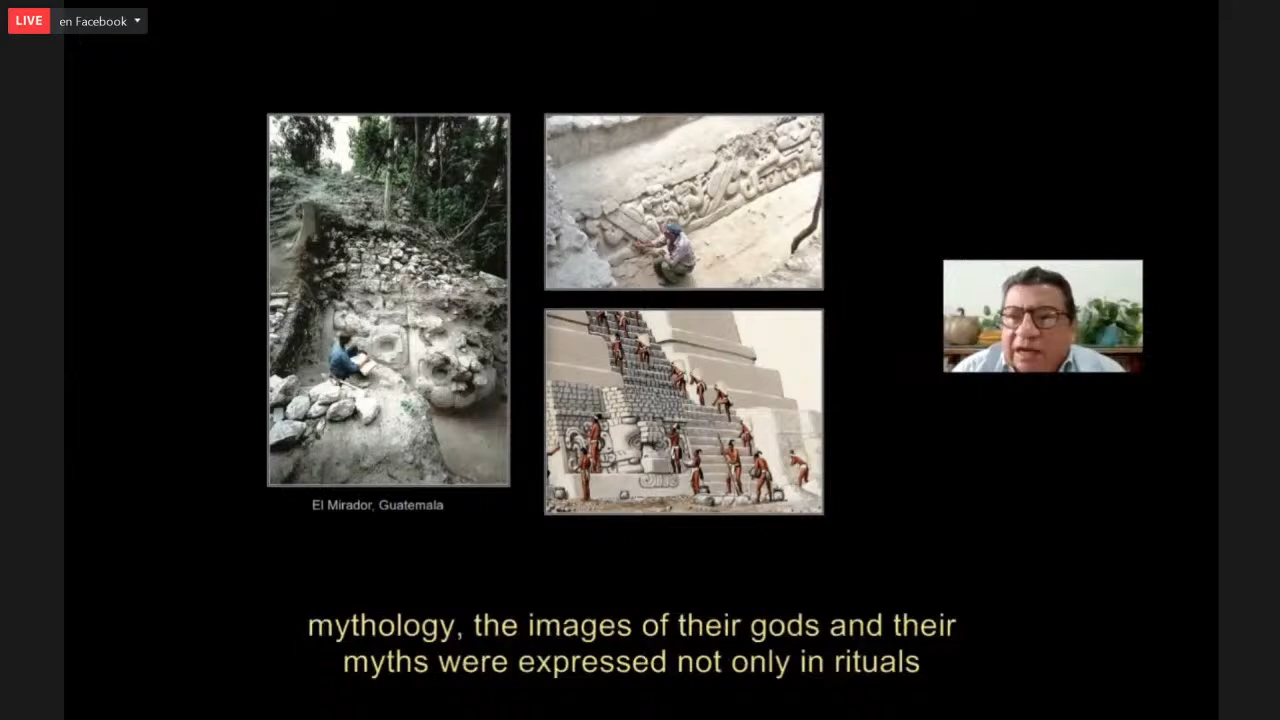 LIVE en Facebook
El Mirador, Guatemala
mythology, the images of their gods and their
myths were expressed not only in rituals